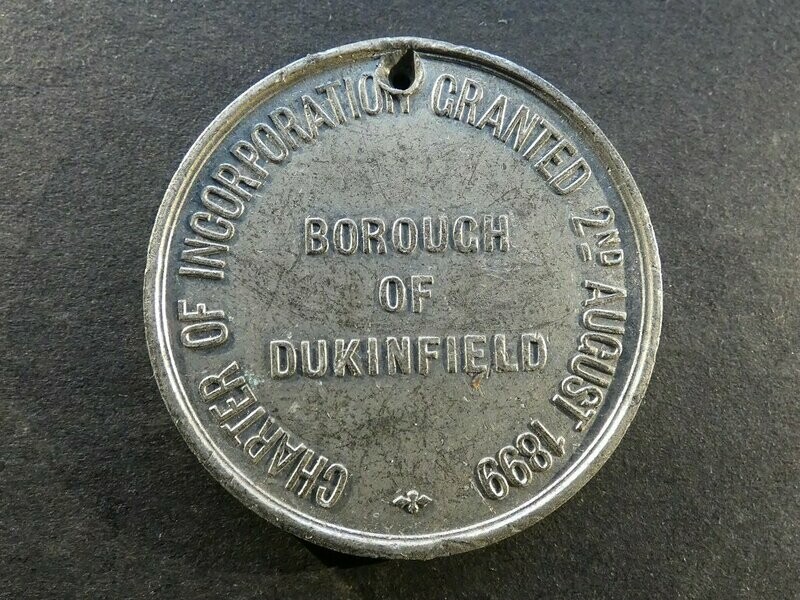 CHARTER OF INCORPORATION GRANTED 2ND AUGUST 1899
BOROUGH
OF
DUKINFIELD